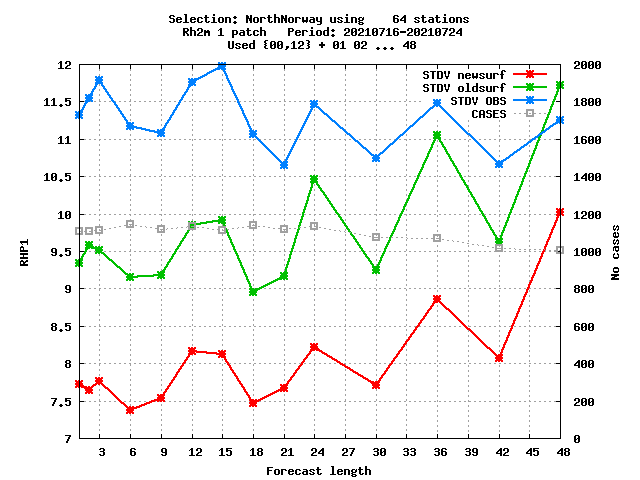 Selection: NorthNorway using 64 stations
Rh2m 1 patch Period: 20210716-20210724
Used {00,12} + 01 02 ... 48
STDV newsurf
STDV oldsurf
STDV OBS
CASES
12
11.5
11
10.5
10
9.5
9
8.5
8
7.5
7
2000
1800
1600
1400
1200
1000
800
600
400
200
0
RHP1
No cases
3 6 9 12 15 18 21 24 27 30 33 36 39 42 45 48
Forecast length